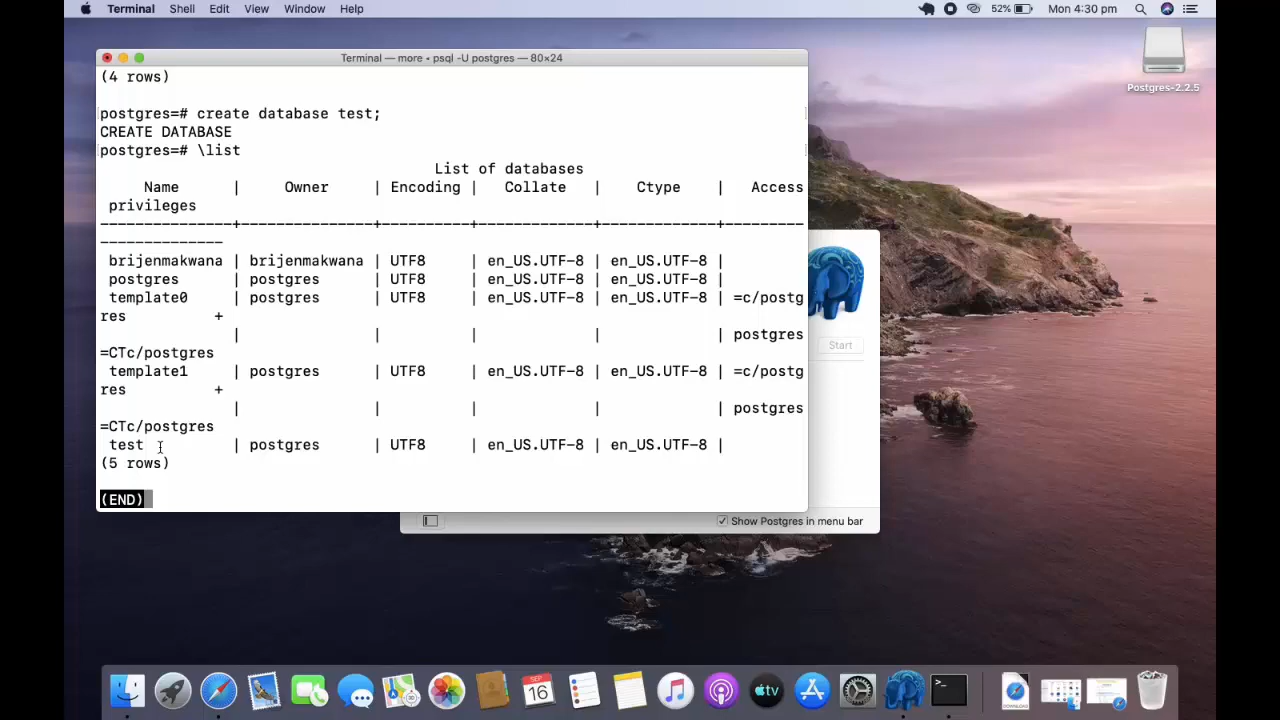 Terminal Shell Edit View Window Help 52% Mon 4:30 pm
Postgres-2.2.5
Terminal — more • psql -U postgres — 80×24
(4 rows)
postgres=# create database test;
CREATE DATABASE
postgres=# \list
List of databases
Name | Owner | Encoding | Collate | Ctype | Access
privileges
---------------+---------------+----------+-------------+-------------+---------
--------------
brijenmakwana | brijenmakwana | UTF8 | en_US.UTF-8 | en_US.UTF-8 |
postgres | postgres | UTF8 | en_US.UTF-8 | en_US.UTF-8 |
template0 | postgres | UTF8 | en_US.UTF-8 | en_US.UTF-8 | =c/postg
res +
| | | | | postgres
=CTc/postgres
template1 | postgres | UTF8 | en_US.UTF-8 | en_US.UTF-8 | =c/postg
res +
| | | | | postgres
=CTc/postgres
test | postgres | UTF8 | en_US.UTF-8 | en_US.UTF-8 |
(5 rows)
(END)
Start
Show Postgres in menu bar
SEP
16
tv
>_
DOWNLOAD